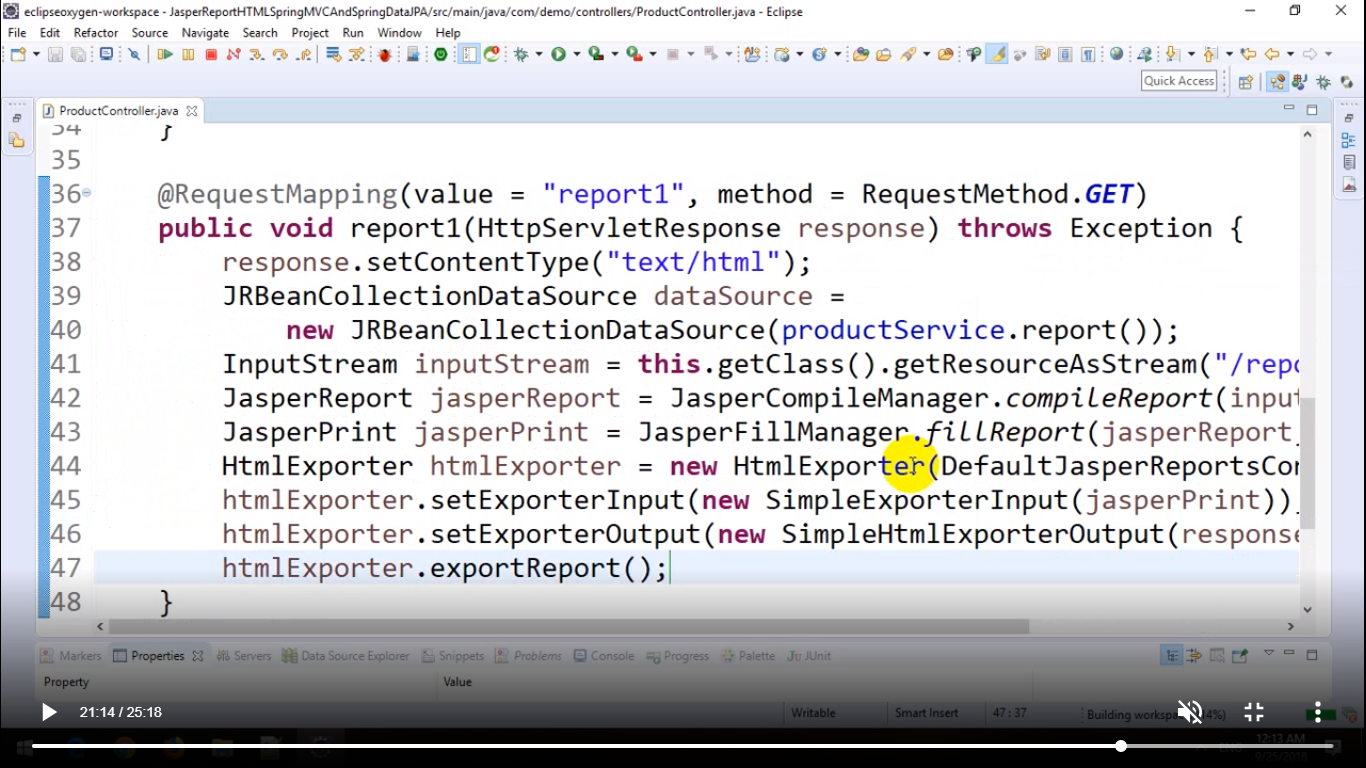 eclipseoxygen-workspace - JasperReportHTMLSpringMVCAndSpringDataJPA/src/main/java/com/demo/controllers/ProductController.java - Eclipse
File Edit Refactor Source Navigate Search Project Run Window Help
Quick Access
ProductController.java
34 }
35
36 @RequestMapping(value = "report1", method = RequestMethod.GET)
37 public void report1(HttpServletResponse response) throws Exception {
38 response.setContentType("text/html");
39 JRBeanCollectionDataSource dataSource =
40 new JRBeanCollectionDataSource(productService.report());
41 InputStream inputStream = this.getClass().getResourceAsStream("/repo
42 JasperReport jasperReport = JasperCompileManager.compileReport(input
43 JasperPrint jasperPrint = JasperFillManager.fillReport(jasperReport,
44 HtmlExporter htmlExporter = new HtmlExporter(DefaultJasperReportsCon
45 htmlExporter.setExporterInput(new SimpleExporterInput(jasperPrint))
46 htmlExporter.setExporterOutput(new SimpleHtmlExporterOutput(response
47 htmlExporter.exportReport();
48 }
Markers Properties Servers Data Source Explorer Snippets Problems Console Progress Palette JUnit
Property Value
21:14 / 25:18
Writable Smart Insert 47 : 37 Building
12:13 AM